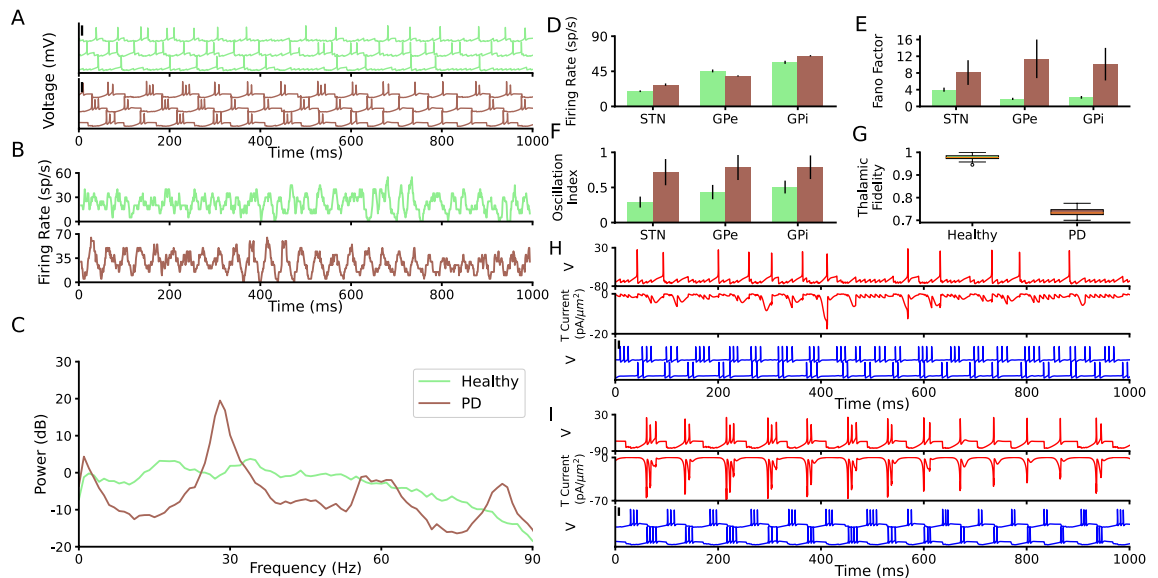 A
Voltage (mV)
0 200 400 600 800 1000
Time (ms)
B
Firing Rate (sp/s)
60
30
0
70
35
0
0 200 400 600 800 1000
Time (ms)
C
Power (dB)
30
20
10
0
-10
-20
0 30 60 90
Frequency (Hz)
Healthy
PD
D
Firing Rate (sp/s)
90
45
0
STN GPe GPi
E
Fano Factor
16
12
8
4
0
STN GPe GPi
F
Oscillation
Index
1
0.5
0
STN GPe GPi
G
Thalamic
Fidelity
1
0.9
0.8
0.7
Healthy PD
H
V
30
-80
T Current
(pA/μm²)
0
-20
V
0 200 400 600 800 1000
Time (ms)
I
V
30
-90
T Current
(pA/μm²)
0
-70
V
0 200 400 600 800 1000
Time (ms)